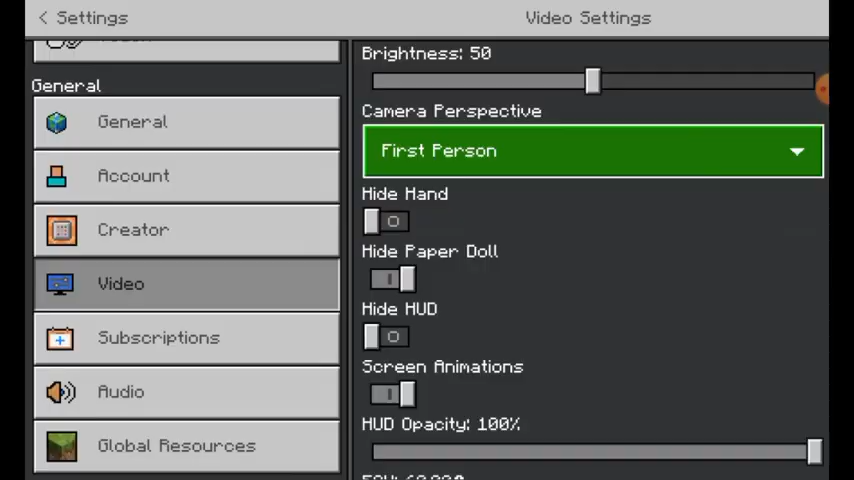 Settings
Video Settings
General
General
Account
Creator
Video
Subscriptions
Audio
Global Resources
Brightness: 50
Camera Perspective
First Person
Hide Hand
Hide Paper Doll
Hide HUD
Screen Animations
HUD Opacity: 100%